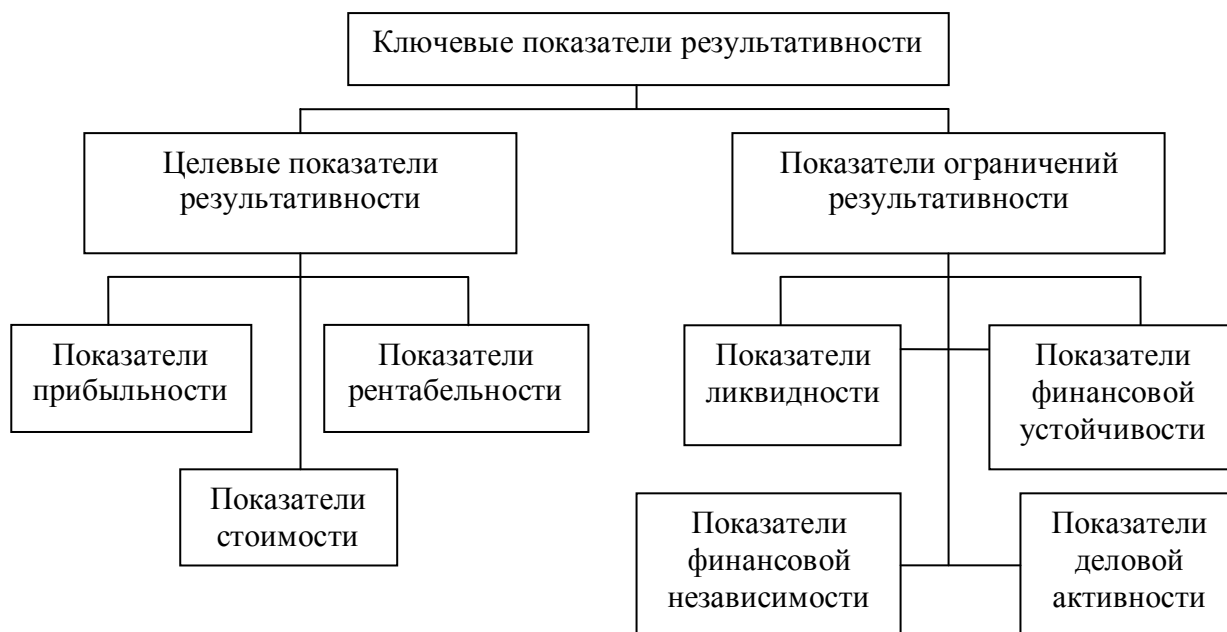 Ключевые показатели результативности
Целевые показатели
результативности
Показатели ограничений
результативности
Показатели
прибыльности
Показатели
рентабельности
Показатели
стоимости
Показатели
ликвидности
Показатели
финансовой
устойчивости
Показатели
финансовой
независимости
Показатели
деловой
активности